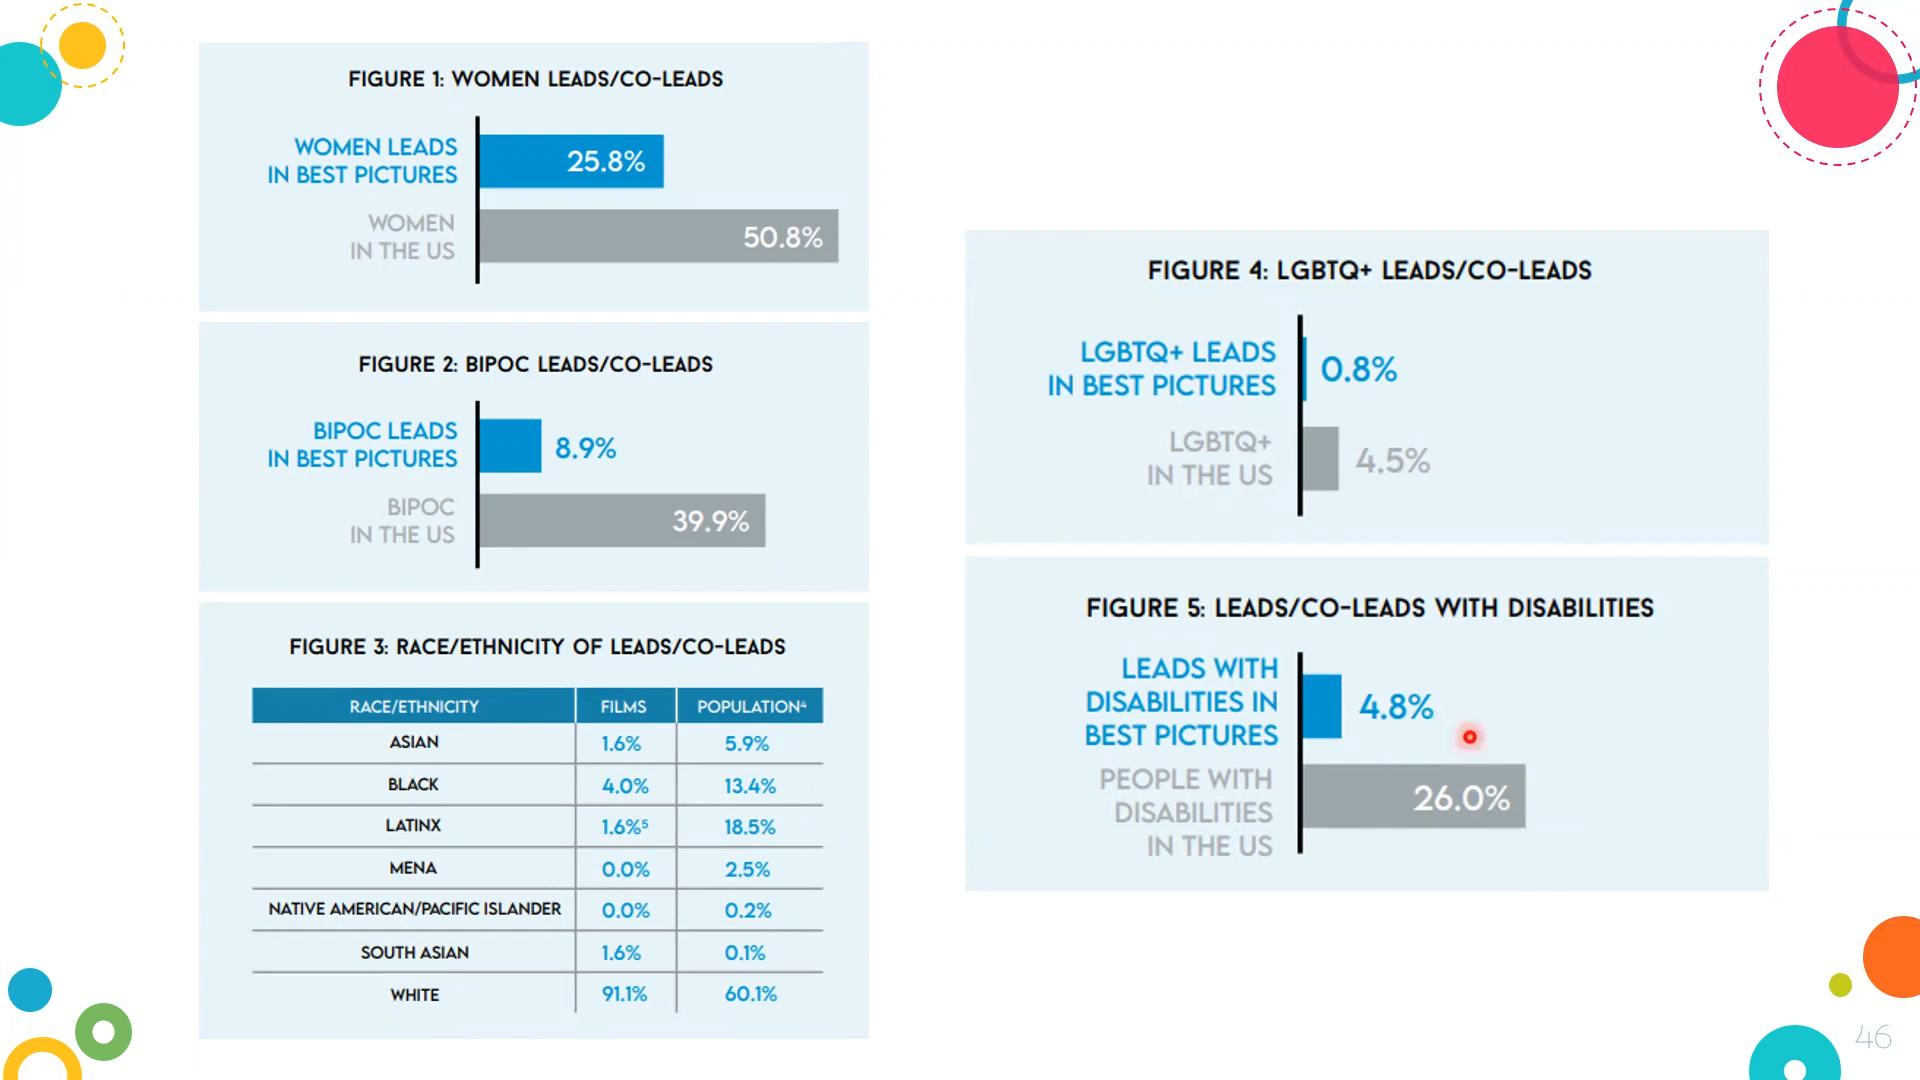 FIGURE 1: WOMEN LEADS/CO-LEADS
WOMEN LEADS
IN BEST PICTURES
25.8%
WOMEN
IN THE US
50.8%
FIGURE 2: BIPOC LEADS/CO-LEADS
BIPOC LEADS
IN BEST PICTURES
8.9%
BIPOC
IN THE US
39.9%
FIGURE 3: RACE/ETHNICITY OF LEADS/CO-LEADS
RACE/ETHNICITY FILMS POPULATION⁴
ASIAN 1.6% 5.9%
BLACK 4.0% 13.4%
LATINX 1.6%⁵ 18.5%
MENA 0.0% 2.5%
NATIVE AMERICAN/PACIFIC ISLANDER 0.0% 0.2%
SOUTH ASIAN 1.6% 0.1%
WHITE 91.1% 60.1%
FIGURE 4: LGBTQ+ LEADS/CO-LEADS
LGBTQ+ LEADS
IN BEST PICTURES
0.8%
LGBTQ+
IN THE US
4.5%
FIGURE 5: LEADS/CO-LEADS WITH DISABILITIES
LEADS WITH
DISABILITIES IN
BEST PICTURES
4.8%
PEOPLE WITH
DISABILITIES
IN THE US
26.0%
46